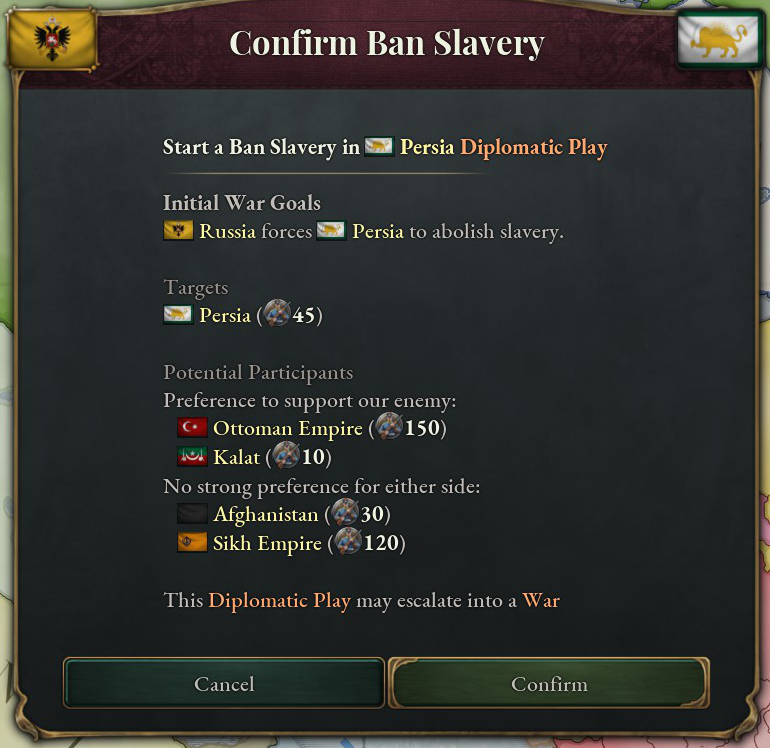 Confirm Ban Slavery
Start a Ban Slavery in Persia Diplomatic Play
Initial War Goals
Russia forces Persia to abolish slavery.
Targets
Persia (45)
Potential Participants
Preference to support our enemy:
Ottoman Empire (150)
Kalat (10)
No strong preference for either side:
Afghanistan (30)
Sikh Empire (120)
This Diplomatic Play may escalate into a War
Cancel
Confirm